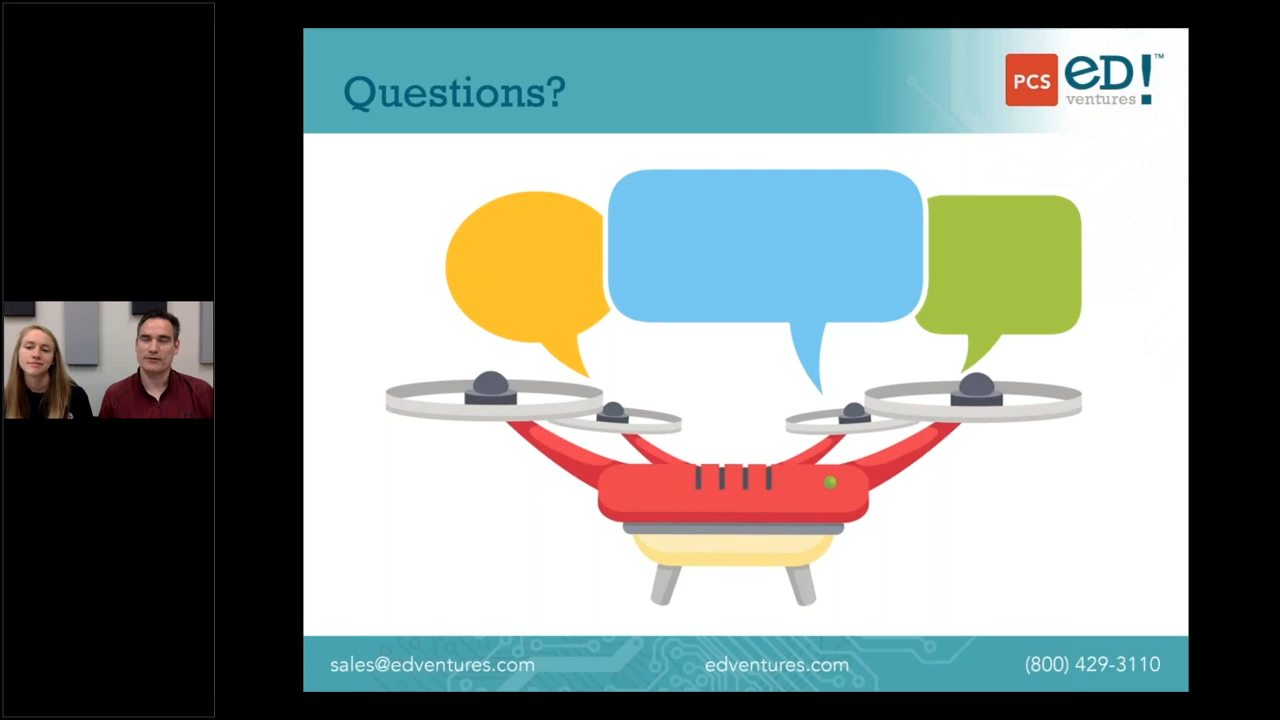 Questions?
PCS eD!™
ventures
sales@edventures.com
edventures.com
(800) 429-3110